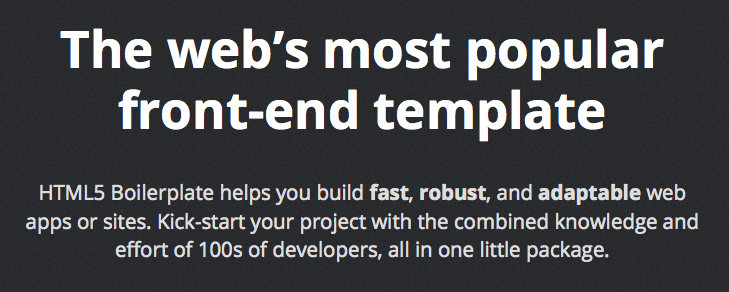 The web’s most popular
front-end template
HTML5 Boilerplate helps you build fast, robust, and adaptable web
apps or sites. Kick-start your project with the combined knowledge and
effort of 100s of developers, all in one little package.